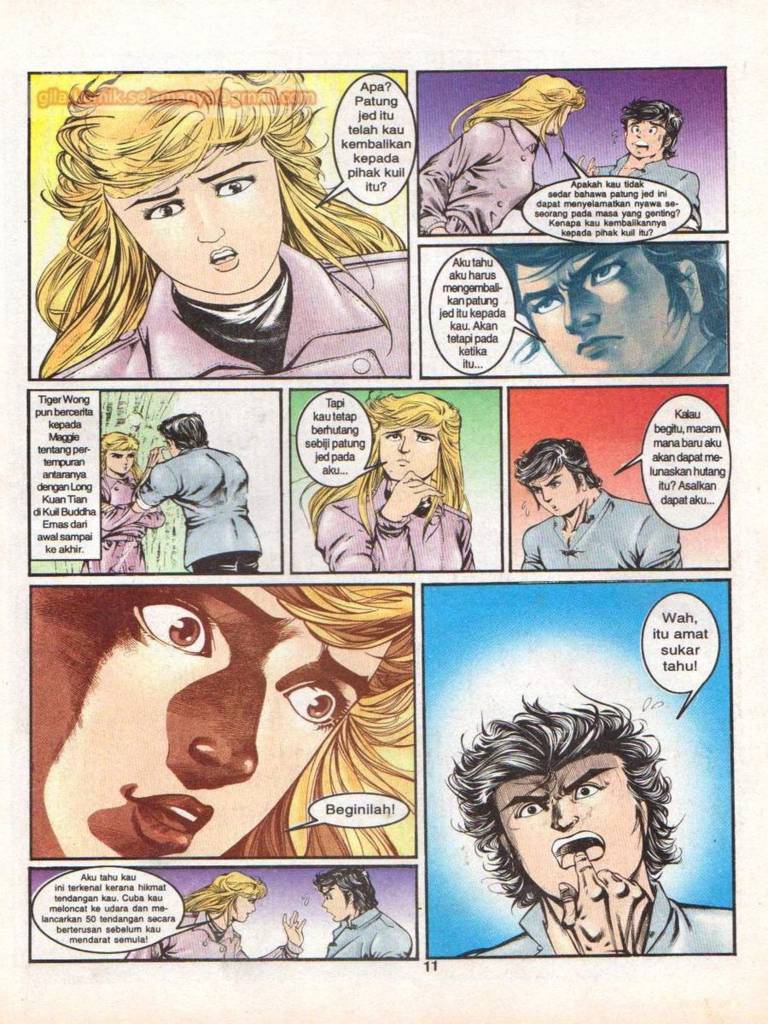 Apa?
Patung
jed itu
telah kau
kembalikan
kepada
pihak kuil
itu?
Apakah kau tidak
sedar bahawa patung jed ini
dapat menyelamatkan nyawa se-
seorang pada masa yang genting?
Kenapa kau kembalikannya
kepada pihak kuil itu?
Aku tahu
aku harus
mengembali-
kan patung
jed itu kepada
kau. Akan
tetapi pada
ketika
itu...
Tiger Wong
pun bercerita
kepada
Maggie
tentang per-
tempuran
antaranya
dengan Long
Kuan Tian
di Kuil Buddha
Emas dari
awal sampai
ke akhir.
Tapi
kau tetap
berhutang
sebiji patung
jed pada
aku...
Kalau
begitu, macam
mana baru aku
akan dapat me-
lunaskan hutang
itu? Asalkan
dapat aku...
Beginilah!
Aku tahu kau
ini terkenal kerana hikmat
tendangan kau. Cuba kau
meloncat ke udara dan me-
lancarkan 50 tendangan secara
berterusan sebelum kau
mendarat semula!
Wah,
itu amat
sukar
tahu!
11